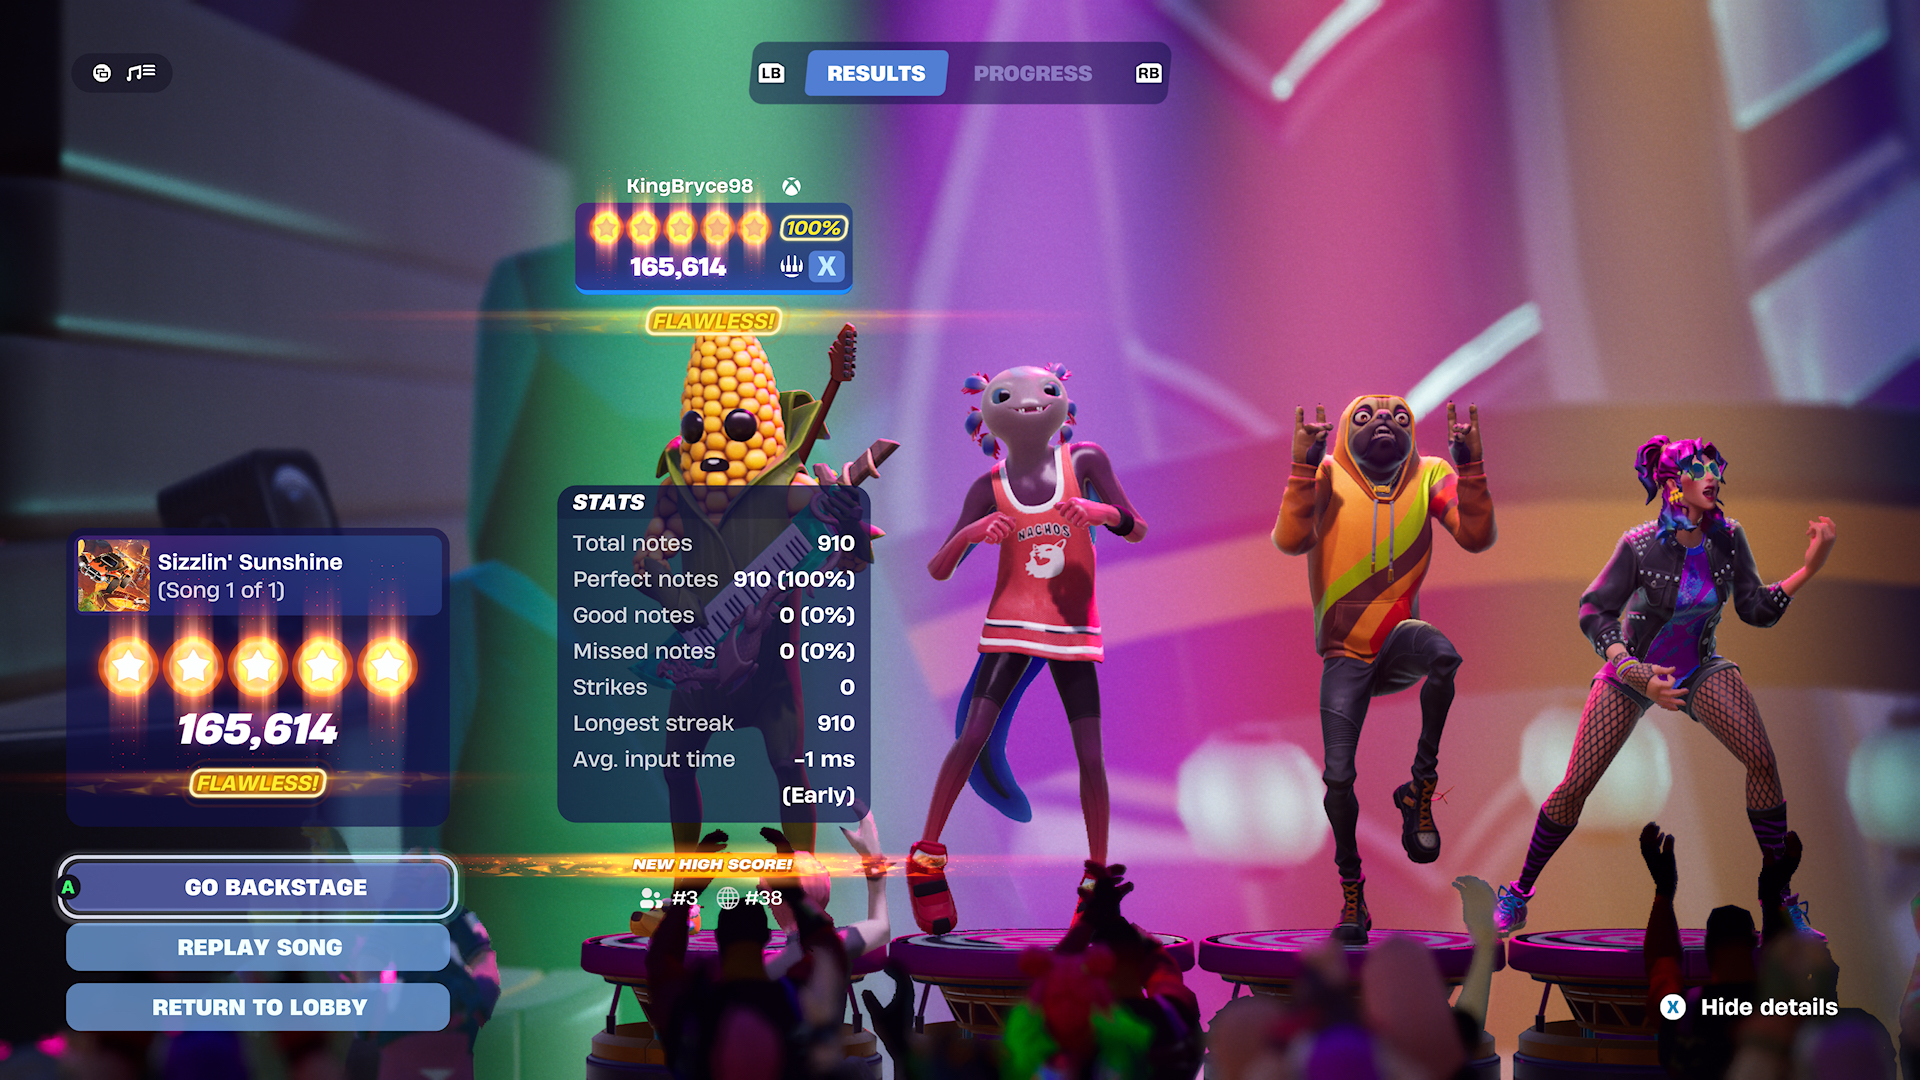 LB RESULTS PROGRESS RB
KingBryce98
100%
165,614 X
FLAWLESS!
NACHOS
STATS
Total notes 910
Perfect notes 910 (100%)
Good notes 0 (0%)
Missed notes 0 (0%)
Strikes 0
Longest streak 910
Avg. input time -1 ms
(Early)
NEW HIGH SCORE!
#3 #38
Sizzlin' Sunshine
(Song 1 of 1)
165,614
FLAWLESS!
A GO BACKSTAGE
REPLAY SONG
RETURN TO LOBBY
X Hide details